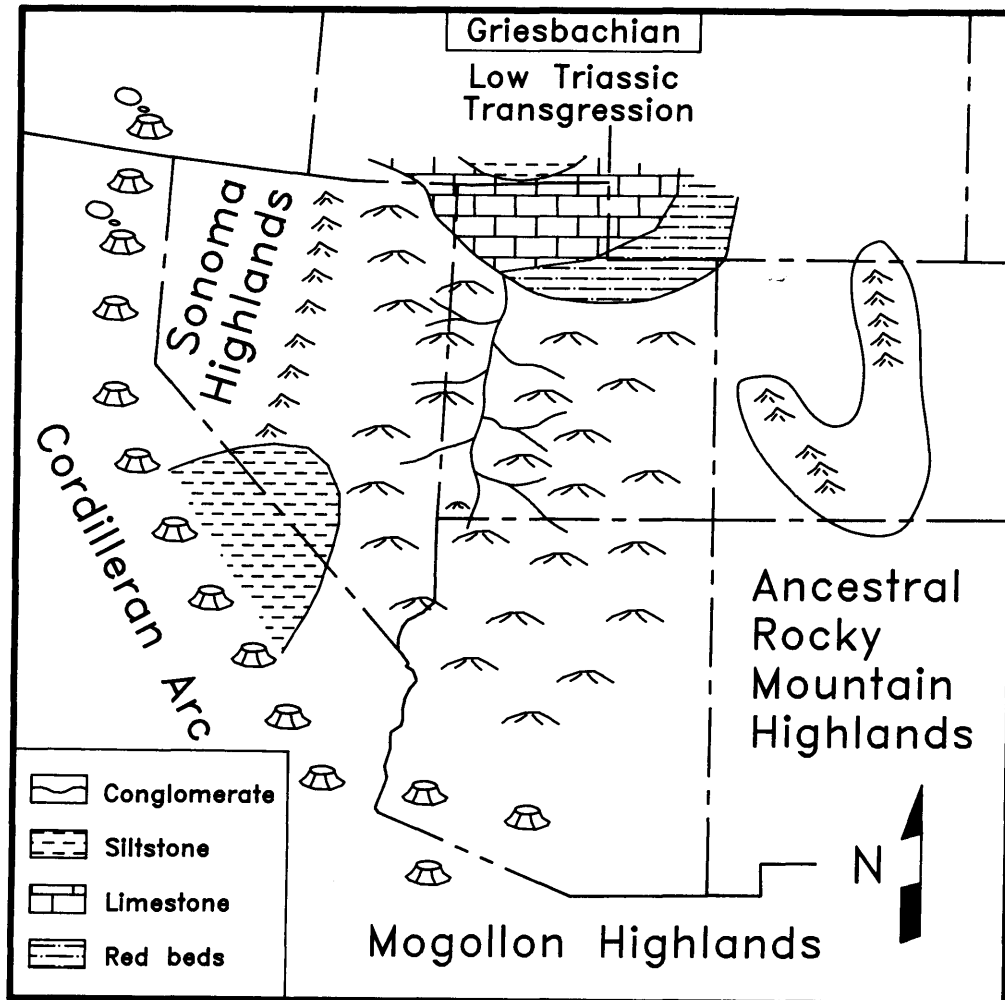 Griesbachian
Low Triassic
Transgression
Sonoma
Highlands
Cordilleran Arc
Ancestral
Rocky
Mountain
Highlands
Conglomerate
Siltstone
Limestone
Red beds
N
Mogollon Highlands